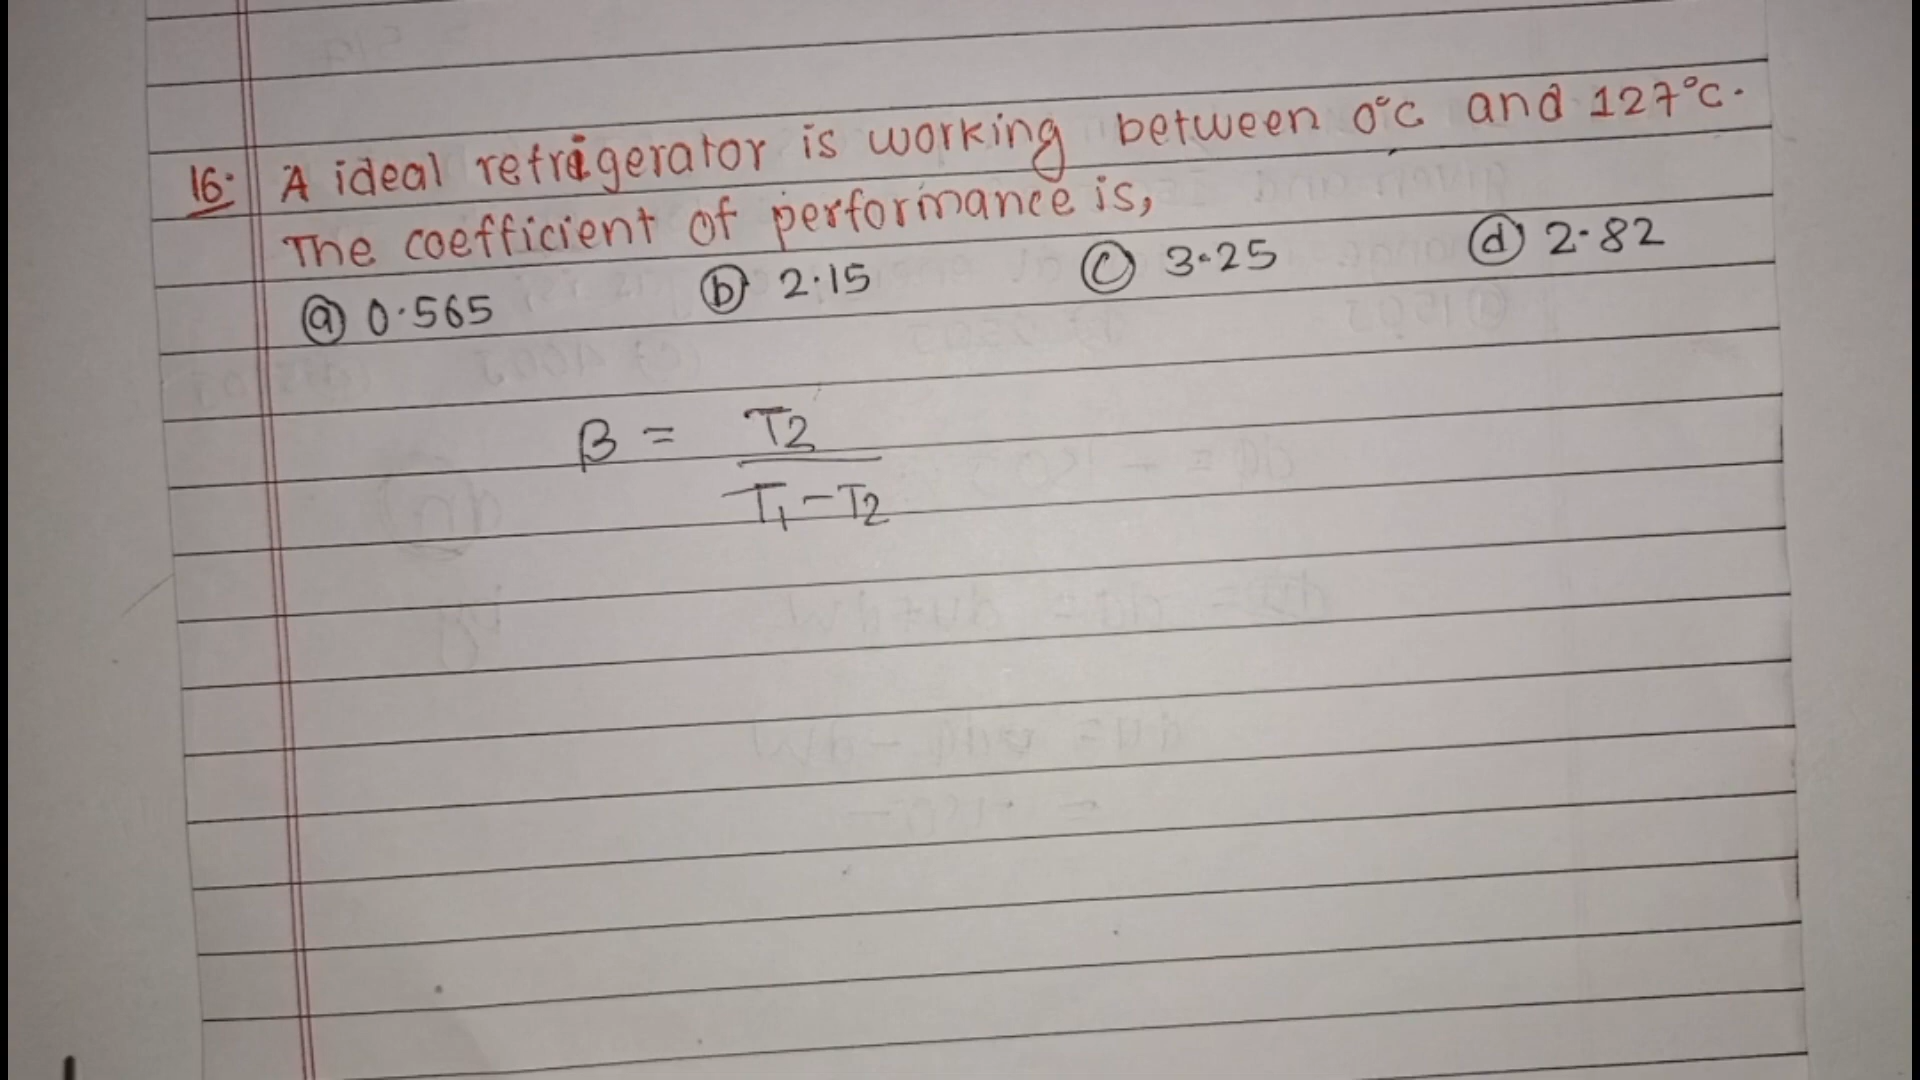 16. A ideal refrigerator is working between 0°C and 127°C.
The coefficient of performance is,
ⓐ 0.565 ⓑ 2.15 ⓒ 3.25 ⓓ 2.82
β = T2
T1 - T2